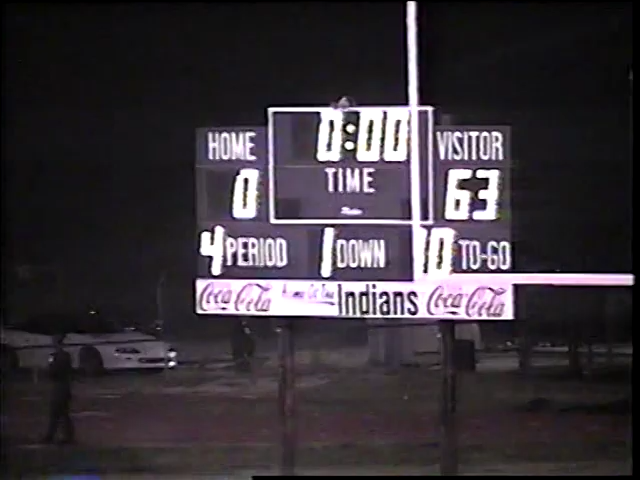 0:00
HOME TIME VISITOR
0 63
4 PERIOD 1 DOWN 10 TO-GO
Coca Cola Indians Coca Cola